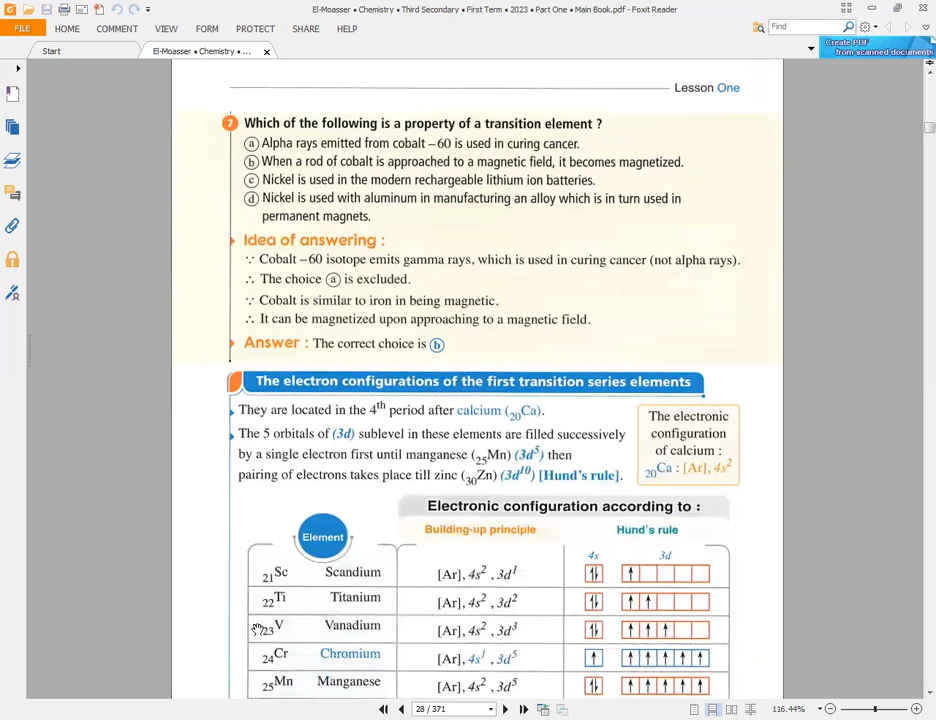 El-Moasser • Chemistry • Third Secondary • First Term • 2023 • Part One • Main Book.pdf - Foxit Reader
FILE HOME COMMENT VIEW FORM PROTECT SHARE HELP
Find
Start
El-Moasser • Chemistry • ...
Create PDF
from scanned documents
Lesson One
7 Which of the following is a property of a transition element ?
a Alpha rays emitted from cobalt –60 is used in curing cancer.
b When a rod of cobalt is approached to a magnetic field, it becomes magnetized.
c Nickel is used in the modern rechargeable lithium ion batteries.
d Nickel is used with aluminum in manufacturing an alloy which is in turn used in
permanent magnets.
Idea of answering :
∵ Cobalt –60 isotope emits gamma rays, which is used in curing cancer (not alpha rays).
∴ The choice a is excluded.
∵ Cobalt is similar to iron in being magnetic.
∴ It can be magnetized upon approaching to a magnetic field.
Answer : The correct choice is b
The electron configurations of the first transition series elements
They are located in the 4th period after calcium (₂₀Ca).
The 5 orbitals of (3d) sublevel in these elements are filled successively
by a single electron first until manganese (₂₅Mn) (3d⁵) then
pairing of electrons takes place till zinc (₃₀Zn) (3d¹⁰) [Hund's rule].
The electronic
configuration
of calcium :
₂₀Ca : [Ar], 4s²
Electronic configuration according to :
Element
Building-up principle
Hund's rule
4s 3d
₂₁Sc Scandium [Ar], 4s² , 3d¹
₂₂Ti Titanium [Ar], 4s² , 3d²
₂₃V Vanadium [Ar], 4s² , 3d³
₂₄Cr Chromium [Ar], 4s¹ , 3d⁵
₂₅Mn Manganese [Ar], 4s² , 3d⁵
28 / 371
116.44%